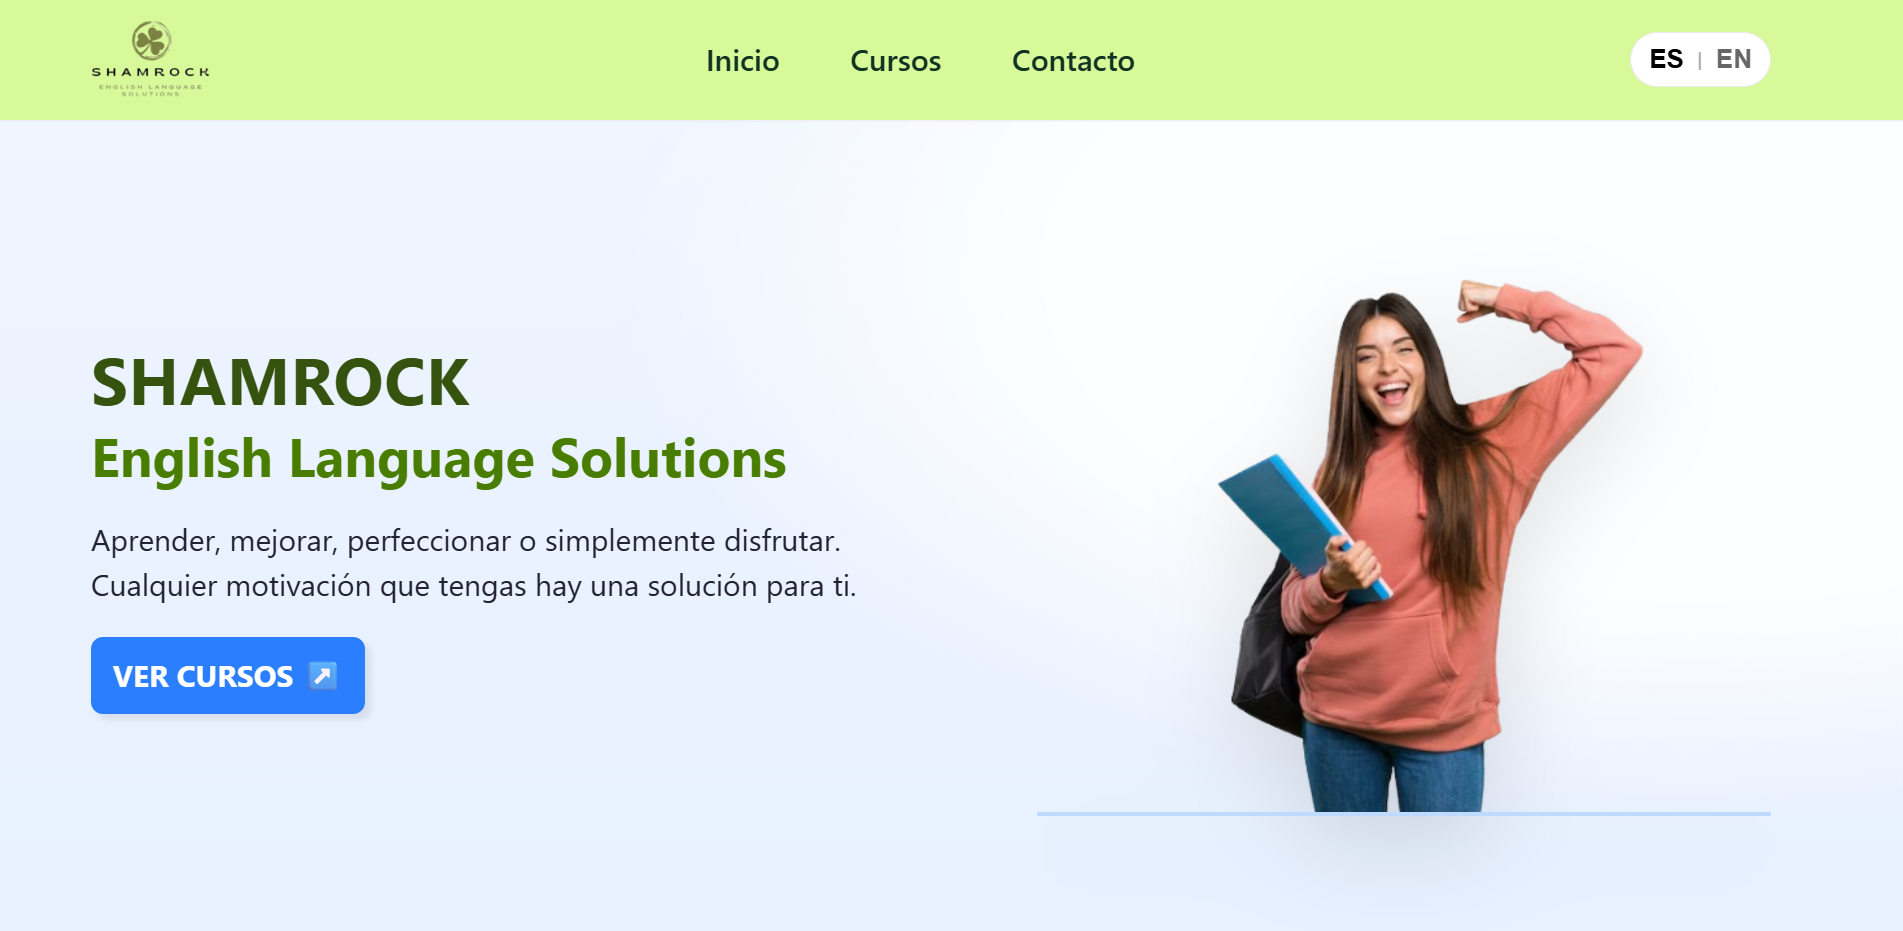 SHAMROCK
ENGLISH LANGUAGE
SOLUTIONS
Inicio
Cursos
Contacto
ES | EN
SHAMROCK
English Language Solutions
Aprender, mejorar, perfeccionar o simplemente disfrutar.
Cualquier motivación que tengas hay una solución para ti.
VER CURSOS ↗